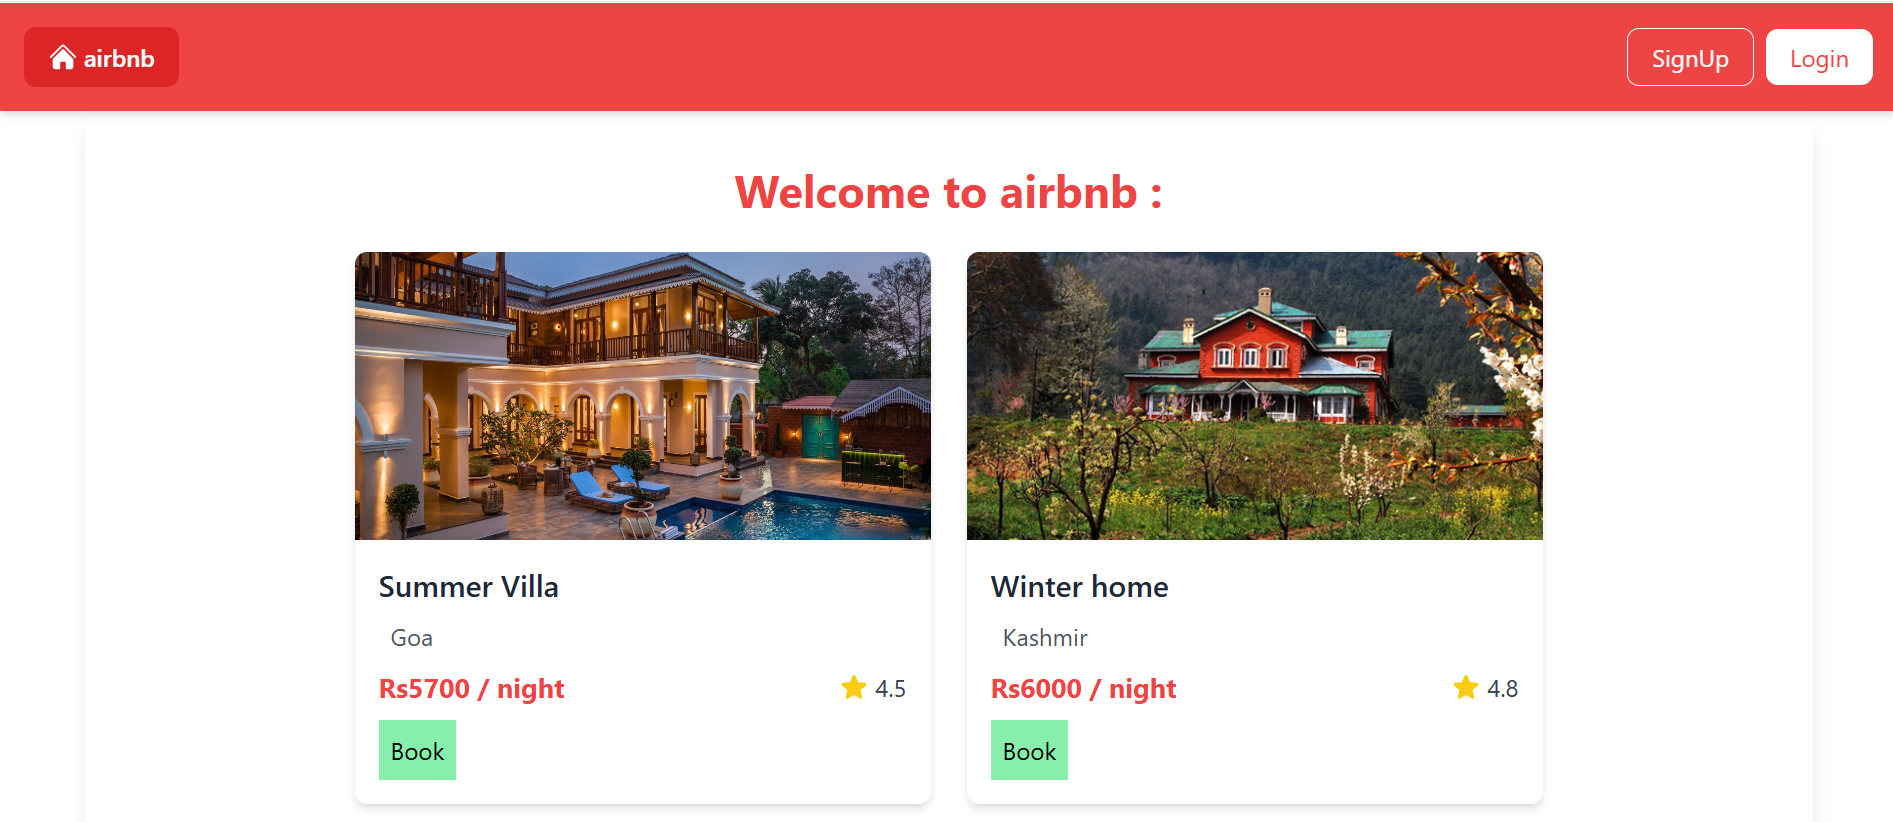 airbnb
SignUp
Login
Welcome to airbnb :
Summer Villa
Goa
Rs5700 / night
4.5
Book
Winter home
Kashmir
Rs6000 / night
4.8
Book